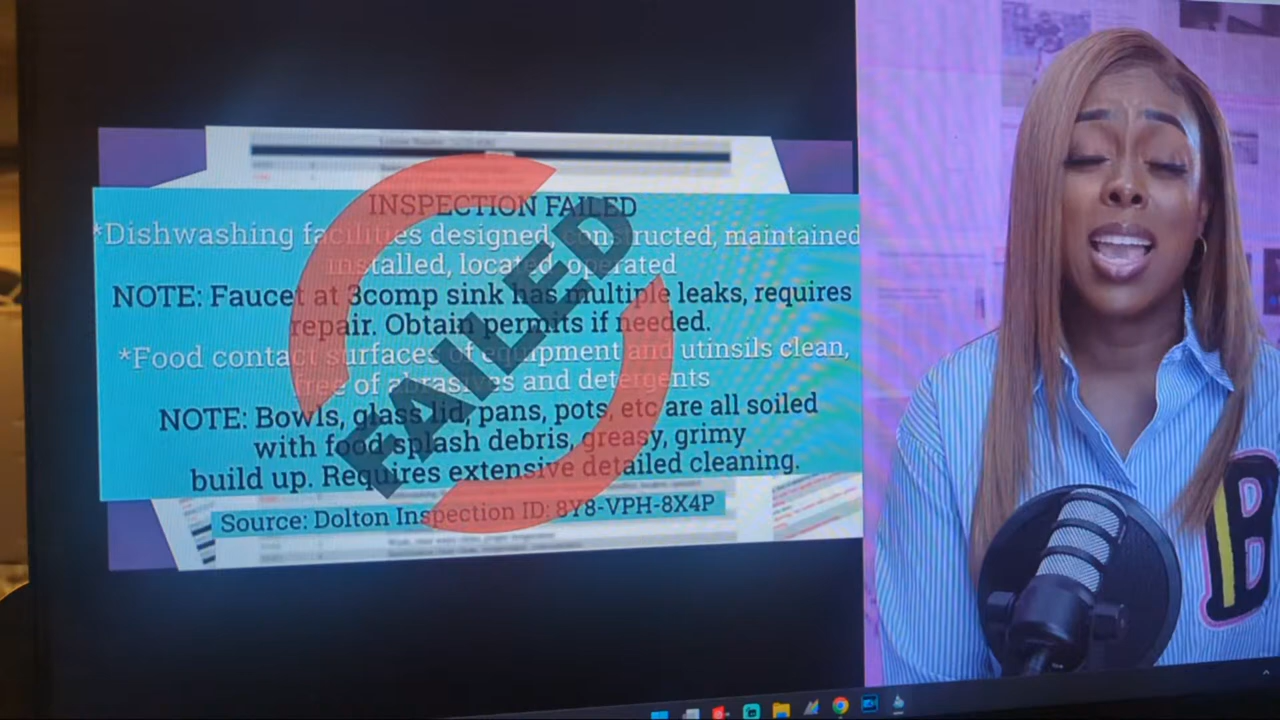 INSPECTION FAILED
*Dishwashing facilities designed, constructed, maintained
installed, located, operated
NOTE: Faucet at 3comp sink has multiple leaks, requires
repair. Obtain permits if needed.
*Food contact surfaces of equipment and utinsils clean,
free of abrasives and detergents
NOTE: Bowls, glass lid, pans, pots, etc are all soiled
with food splash debris, greasy, grimy
build up. Requires extensive detailed cleaning.
Source: Dolton Inspection ID: 8Y8-VPH-8X4P
FAILED
B